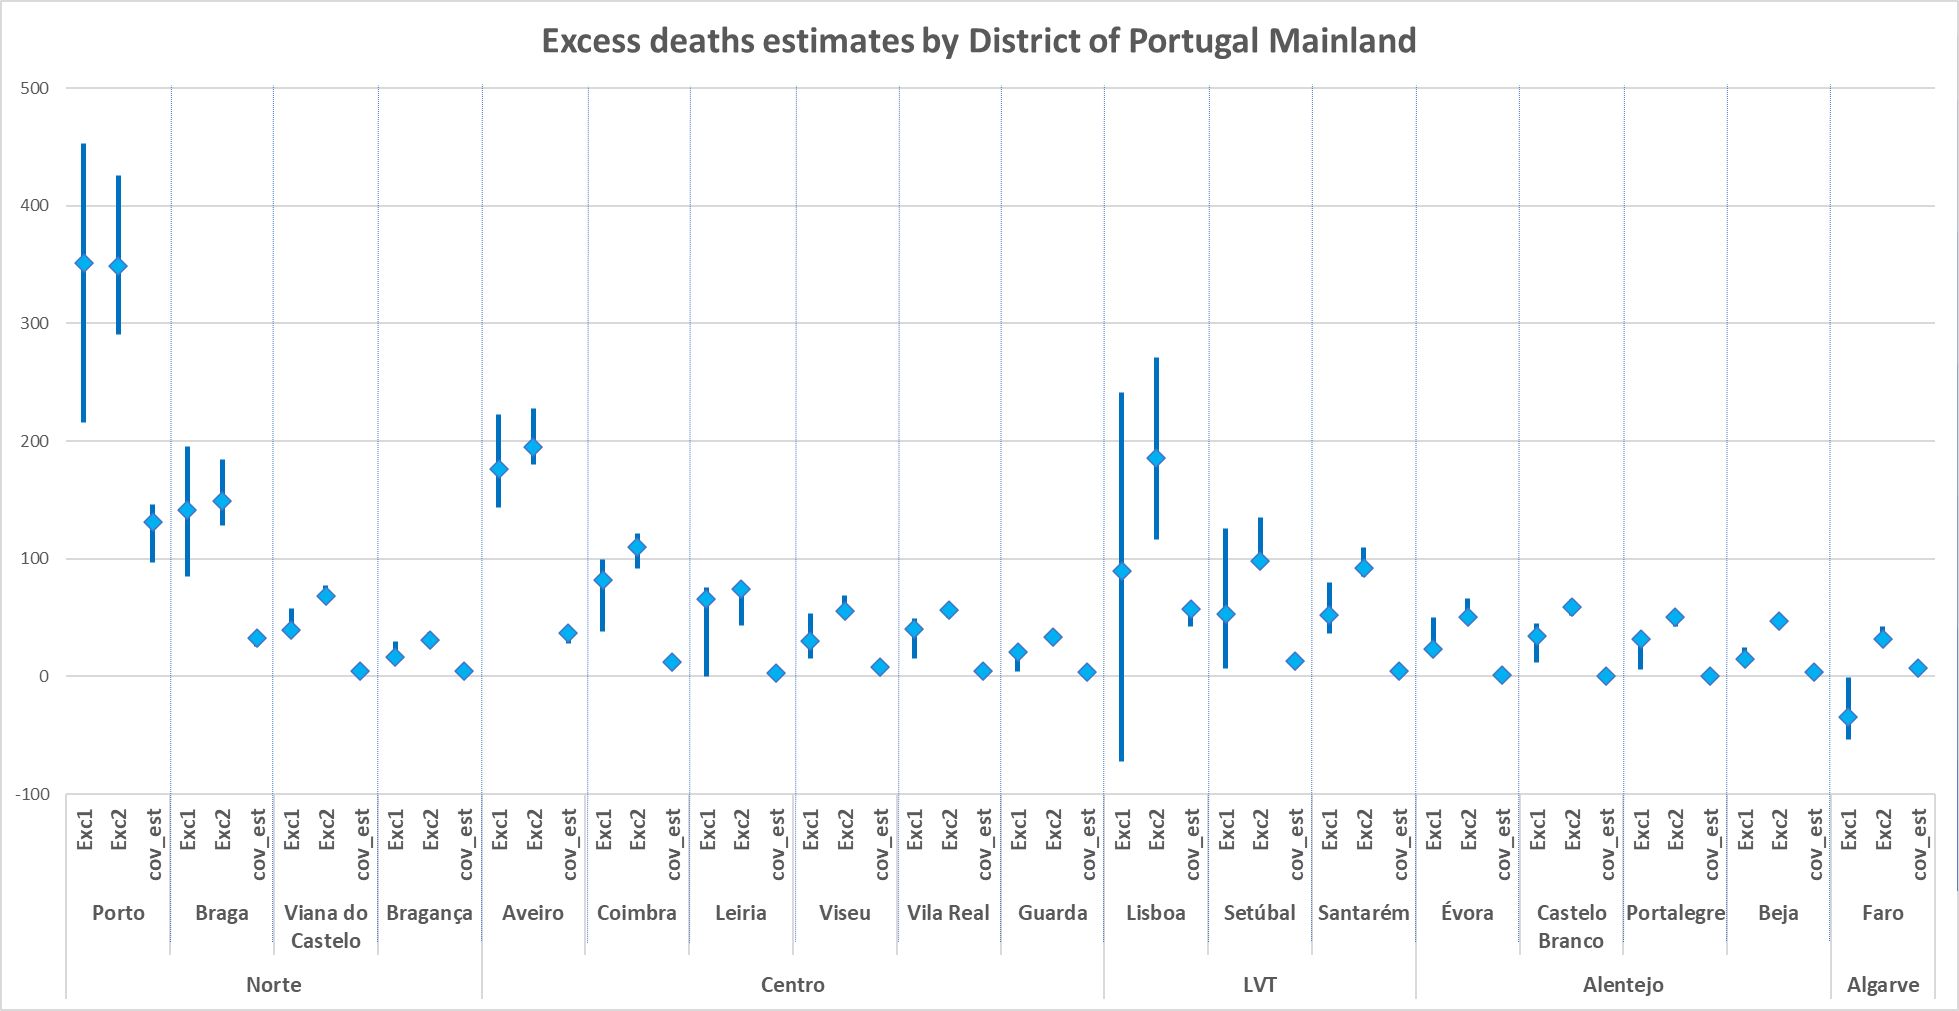 Excess deaths estimates by District of Portugal Mainland
500
400
300
200
100
0
-100
Exc1 Exc2 cov_est Exc1 Exc2 cov_est Exc1 Exc2 cov_est Exc1 Exc2 cov_est Exc1 Exc2 cov_est Exc1 Exc2 cov_est Exc1 Exc2 cov_est Exc1 Exc2 cov_est Exc1 Exc2 cov_est Exc1 Exc2 cov_est Exc1 Exc2 cov_est Exc1 Exc2 cov_est Exc1 Exc2 cov_est Exc1 Exc2 cov_est Exc1 Exc2 cov_est Exc1 Exc2 cov_est Exc1 Exc2 cov_est Exc1 Exc2 cov_est
Porto Braga Viana do Bragança Aveiro Coimbra Leiria Viseu Vila Real Guarda Lisboa Setúbal Santarém Évora Castelo Portalegre Beja Faro
Castelo Branco
Norte Centro LVT Alentejo Algarve